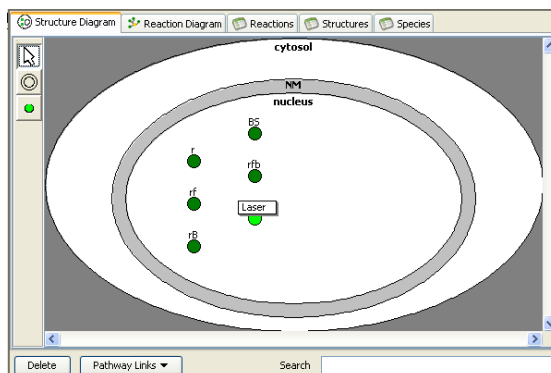 Structure Diagram Reaction Diagram Reactions Structures Species
cytosol
NM
nucleus
BS
r
rfb
rf
Laser
rB
Delete Pathway Links Search